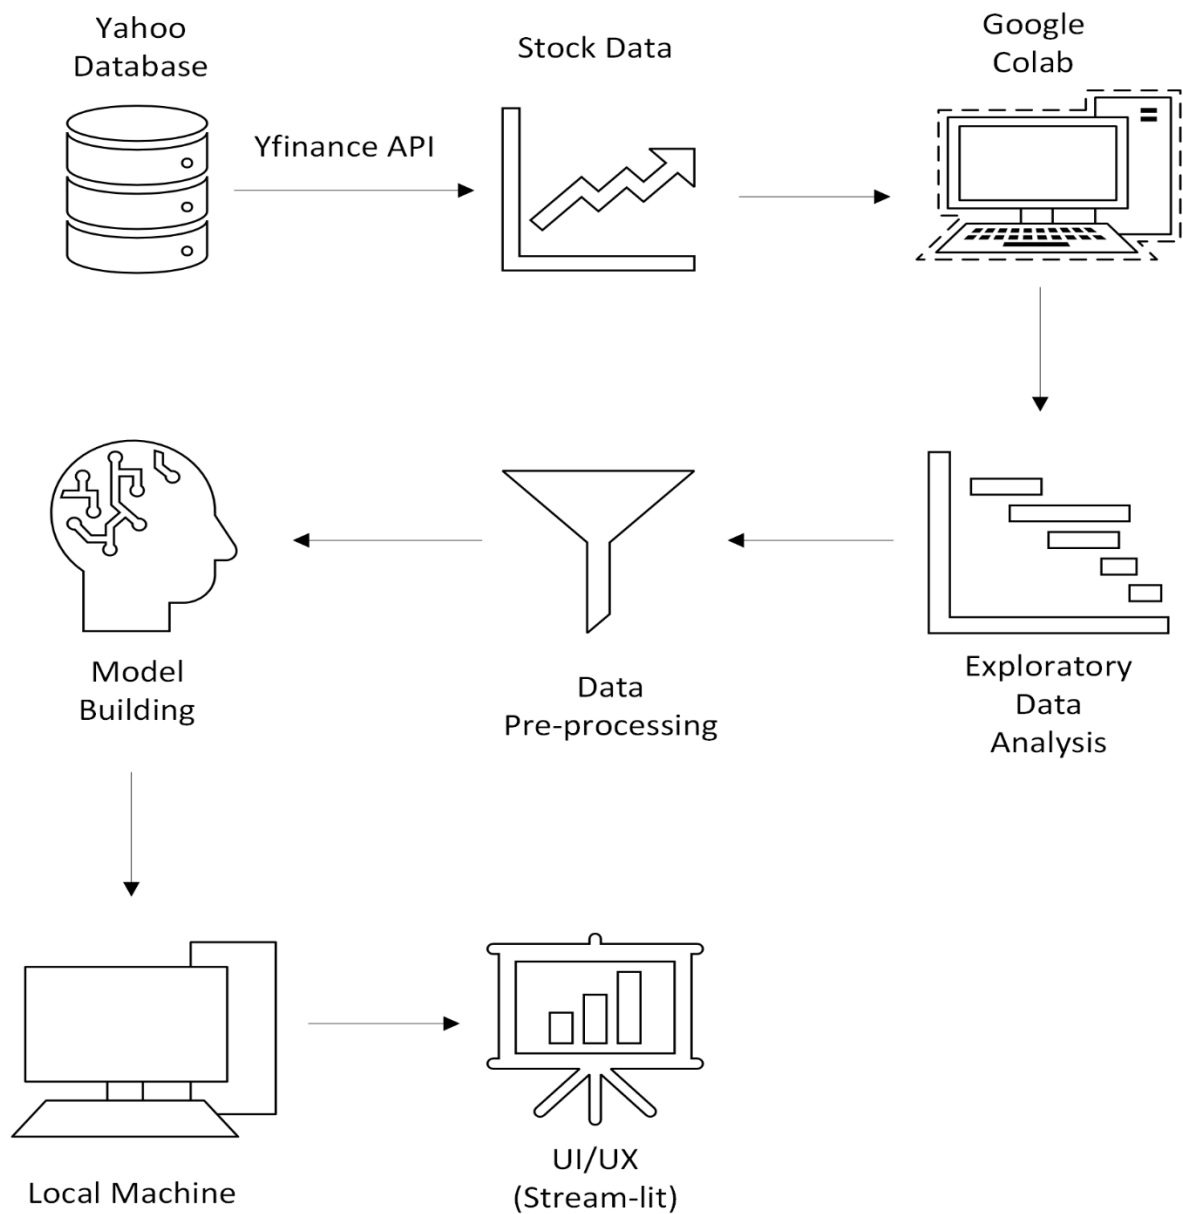 Yahoo
Database
Yfinance API
Stock Data
Google
Colab
Model
Building
Data
Pre-processing
Exploratory
Data
Analysis
Local Machine
UI/UX
(Stream-lit)